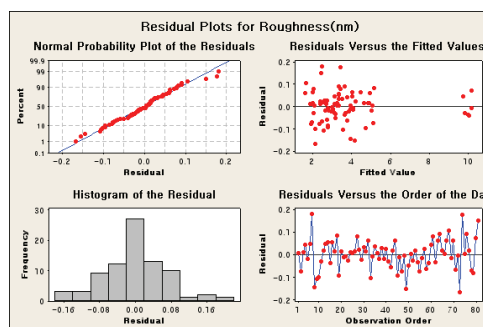 Residual Plots for Roughness(nm)
Normal Probability Plot of the Residuals
99.9
99
90
50
10
1
0.1
Percent
-0.2 -0.1 0.0 0.1 0.2
Residual
Residuals Versus the Fitted Values
0.2
0.1
0.0
-0.1
-0.2
Residual
2 4 6 8 10
Fitted Value
Histogram of the Residual
30
20
10
0
Frequency
-0.16 -0.08 0.00 0.08 0.16
Residual
Residuals Versus the Order of the Da
0.2
0.1
0.0
-0.1
-0.2
Residual
1 10 20 30 40 50 60 70 80
Observation Order